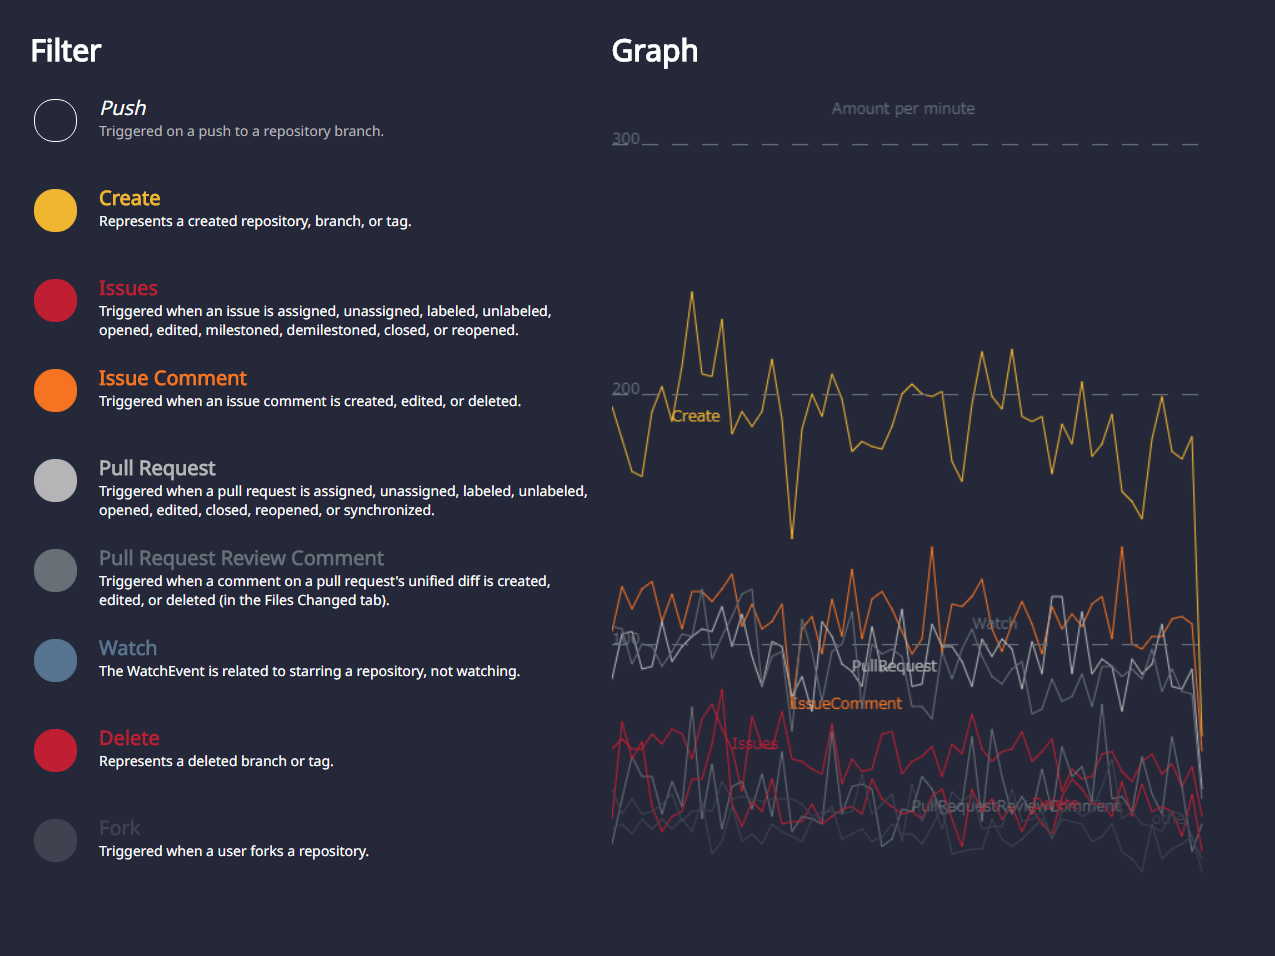 Filter
Push
Triggered on a push to a repository branch.
Create
Represents a created repository, branch, or tag.
Issues
Triggered when an issue is assigned, unassigned, labeled, unlabeled,
opened, edited, milestoned, demilestoned, closed, or reopened.
Issue Comment
Triggered when an issue comment is created, edited, or deleted.
Pull Request
Triggered when a pull request is assigned, unassigned, labeled, unlabeled,
opened, edited, closed, reopened, or synchronized.
Pull Request Review Comment
Triggered when a comment on a pull request's unified diff is created,
edited, or deleted (in the Files Changed tab).
Watch
The WatchEvent is related to starring a repository, not watching.
Delete
Represents a deleted branch or tag.
Fork
Triggered when a user forks a repository.
Graph
Amount per minute
300
200
Create
100
Watch
PullRequest
IssueComment
Issues
PullRequestReviewComment
other